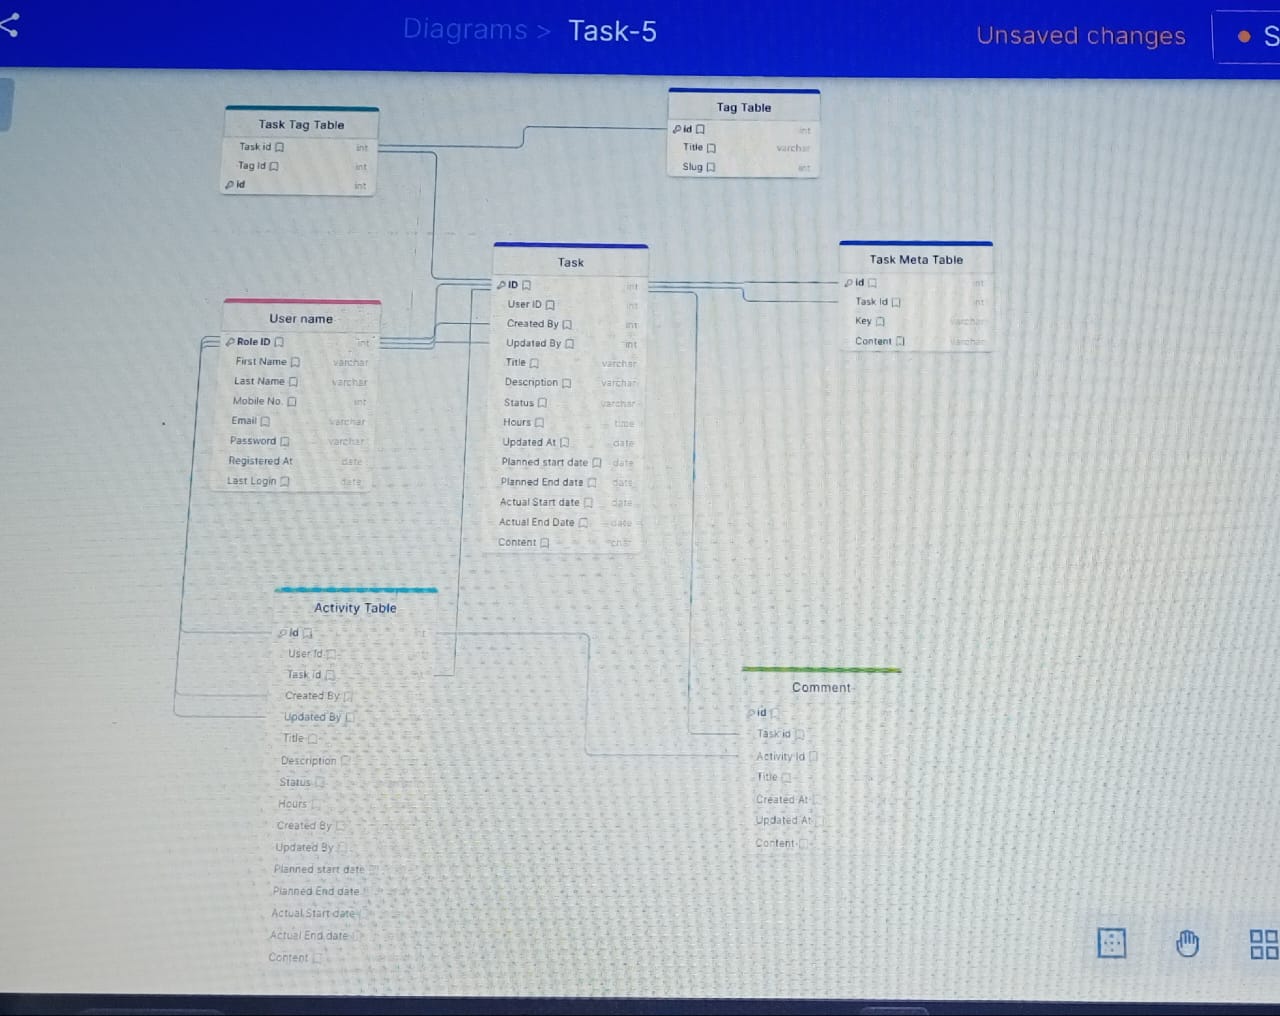 Diagrams > Task-5
Unsaved changes
S
Task Tag Table
Task id int
Tag Id int
id int
Tag Table
id int
Title varchar
Slug int
Task
ID int
User ID int
Created By int
Updated By int
Title varchar
Description varchar
Status varchar
Hours time
Updated At date
Planned start date date
Planned End date date
Actual Start date date
Actual End Date date
Content char
Task Meta Table
id int
Task Id int
Key varchar
Content varchar
User name
Role ID int
First Name varchar
Last Name varchar
Mobile No. int
Email varchar
Password varchar
Registered At date
Last Login date
Activity Table
id int
User Id
Task id int
Created By
Updated By
Title
Description
Status
Hours
Created By
Updated By
Planned start date
Planned End date
Actual Start date
Actual End date
Content
Comment
id
Task id
Activity Id
Title
Created At
Updated At
Content